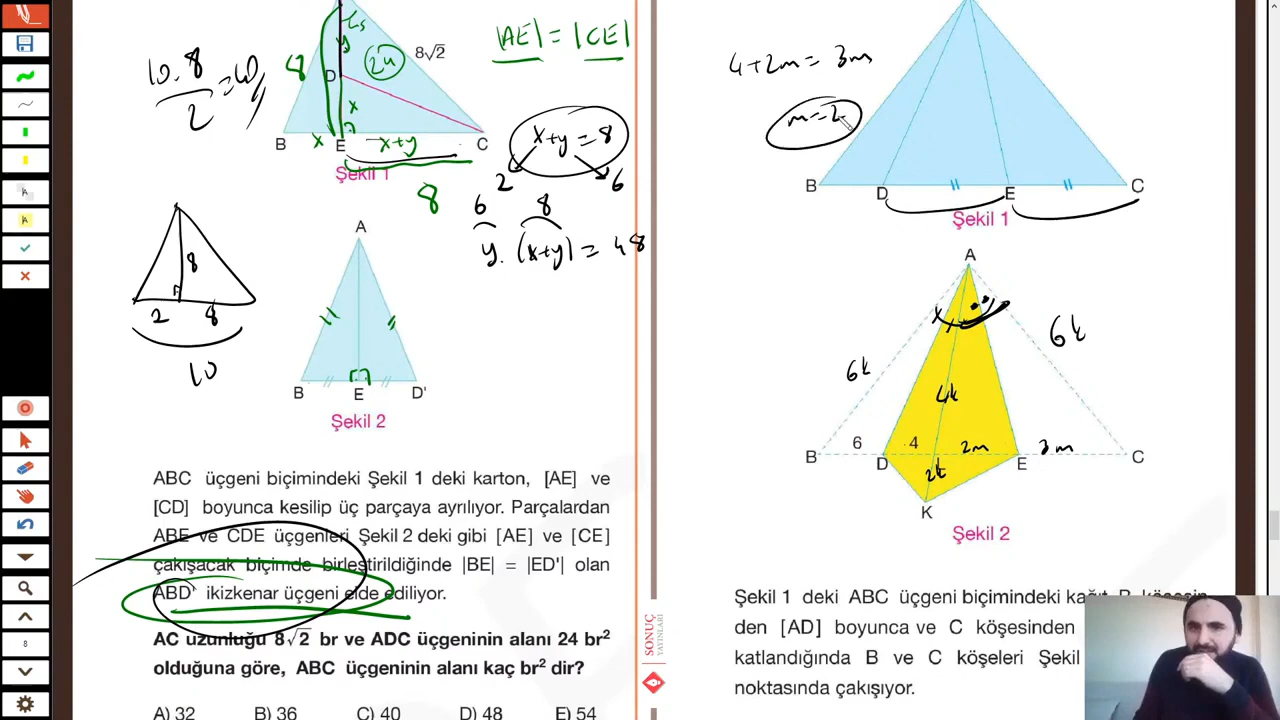 10.8
2
=40
8
8√2
24
y
D
x
B
x
E
x+y
C
Şekil 1
8
|AE| = |CE|
x+y=8
2
6
6
8
y. (x+y) = 48
8
2
8
10
A
B
E
D'
Şekil 2
ABC üçgeni biçimindeki Şekil 1 deki karton, [AE] ve
[CD] boyunca kesilip üç parçaya ayrılıyor. Parçalardan
ABE ve CDE üçgenleri Şekil 2 deki gibi [AE] ve [CE]
çakışacak biçimde birleştirildiğinde |BE| = |ED'| olan
ABD' ikizkenar üçgeni elde ediliyor.
AC uzunluğu 8√2 br ve ADC üçgeninin alanı 24 br²
olduğuna göre, ABC üçgeninin alanı kaç br² dir?
A) 32 B) 36 C) 40 D) 48 E) 54
SONUÇ
YAYINLARI
4+2m = 3m
m=2
B
D
E
C
Şekil 1
A
x
6k
6k
4k
B
6
D
4
2m
E
3m
C
2k
K
Şekil 2
Şekil 1 deki ABC üçgeni biçimindeki kağıt, B
den [AD] boyunca ve C köşesinden
katlandığında B ve C köşeleri Şekil
noktasında çakışıyor.
8